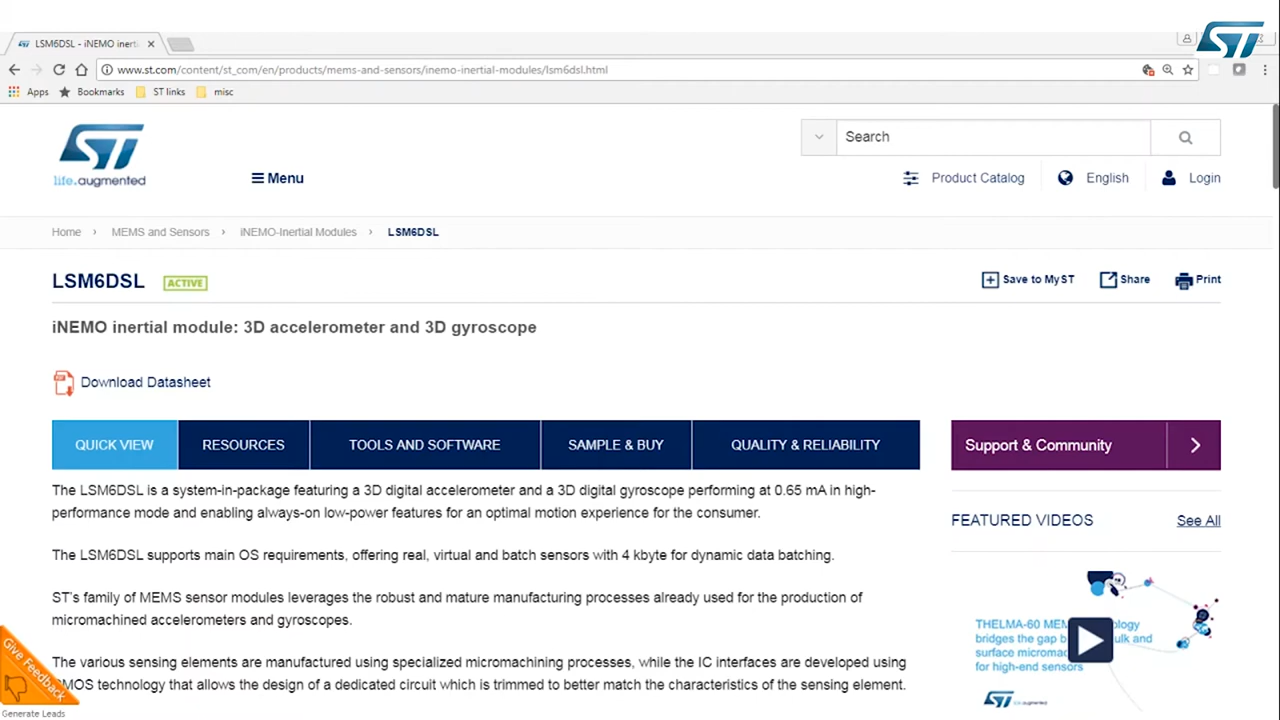 ST
LSM6DSL - iNEMO inerti
www.st.com/content/st_com/en/products/mems-and-sensors/inemo-inertial-modules/lsm6dsl.html
Apps Bookmarks ST links misc
ST
life.augmented
Menu
Search
Product Catalog English Login
Home › MEMS and Sensors › iNEMO-Inertial Modules › LSM6DSL
LSM6DSL ACTIVE
Save to MyST Share Print
iNEMO inertial module: 3D accelerometer and 3D gyroscope
Download Datasheet
QUICK VIEW RESOURCES TOOLS AND SOFTWARE SAMPLE & BUY QUALITY & RELIABILITY
Support & Community
The LSM6DSL is a system-in-package featuring a 3D digital accelerometer and a 3D digital gyroscope performing at 0.65 mA in high-
performance mode and enabling always-on low-power features for an optimal motion experience for the consumer.
The LSM6DSL supports main OS requirements, offering real, virtual and batch sensors with 4 kbyte for dynamic data batching.
ST's family of MEMS sensor modules leverages the robust and mature manufacturing processes already used for the production of
micromachined accelerometers and gyroscopes.
The various sensing elements are manufactured using specialized micromachining processes, while the IC interfaces are developed using
MOS technology that allows the design of a dedicated circuit which is trimmed to better match the characteristics of the sensing element.
FEATURED VIDEOS See All
THELMA-60 MEM ology
bridges the gap b ulk and
surface microma
for high-end sensors
ST life.augmented
Give Feedback
Generate Leads